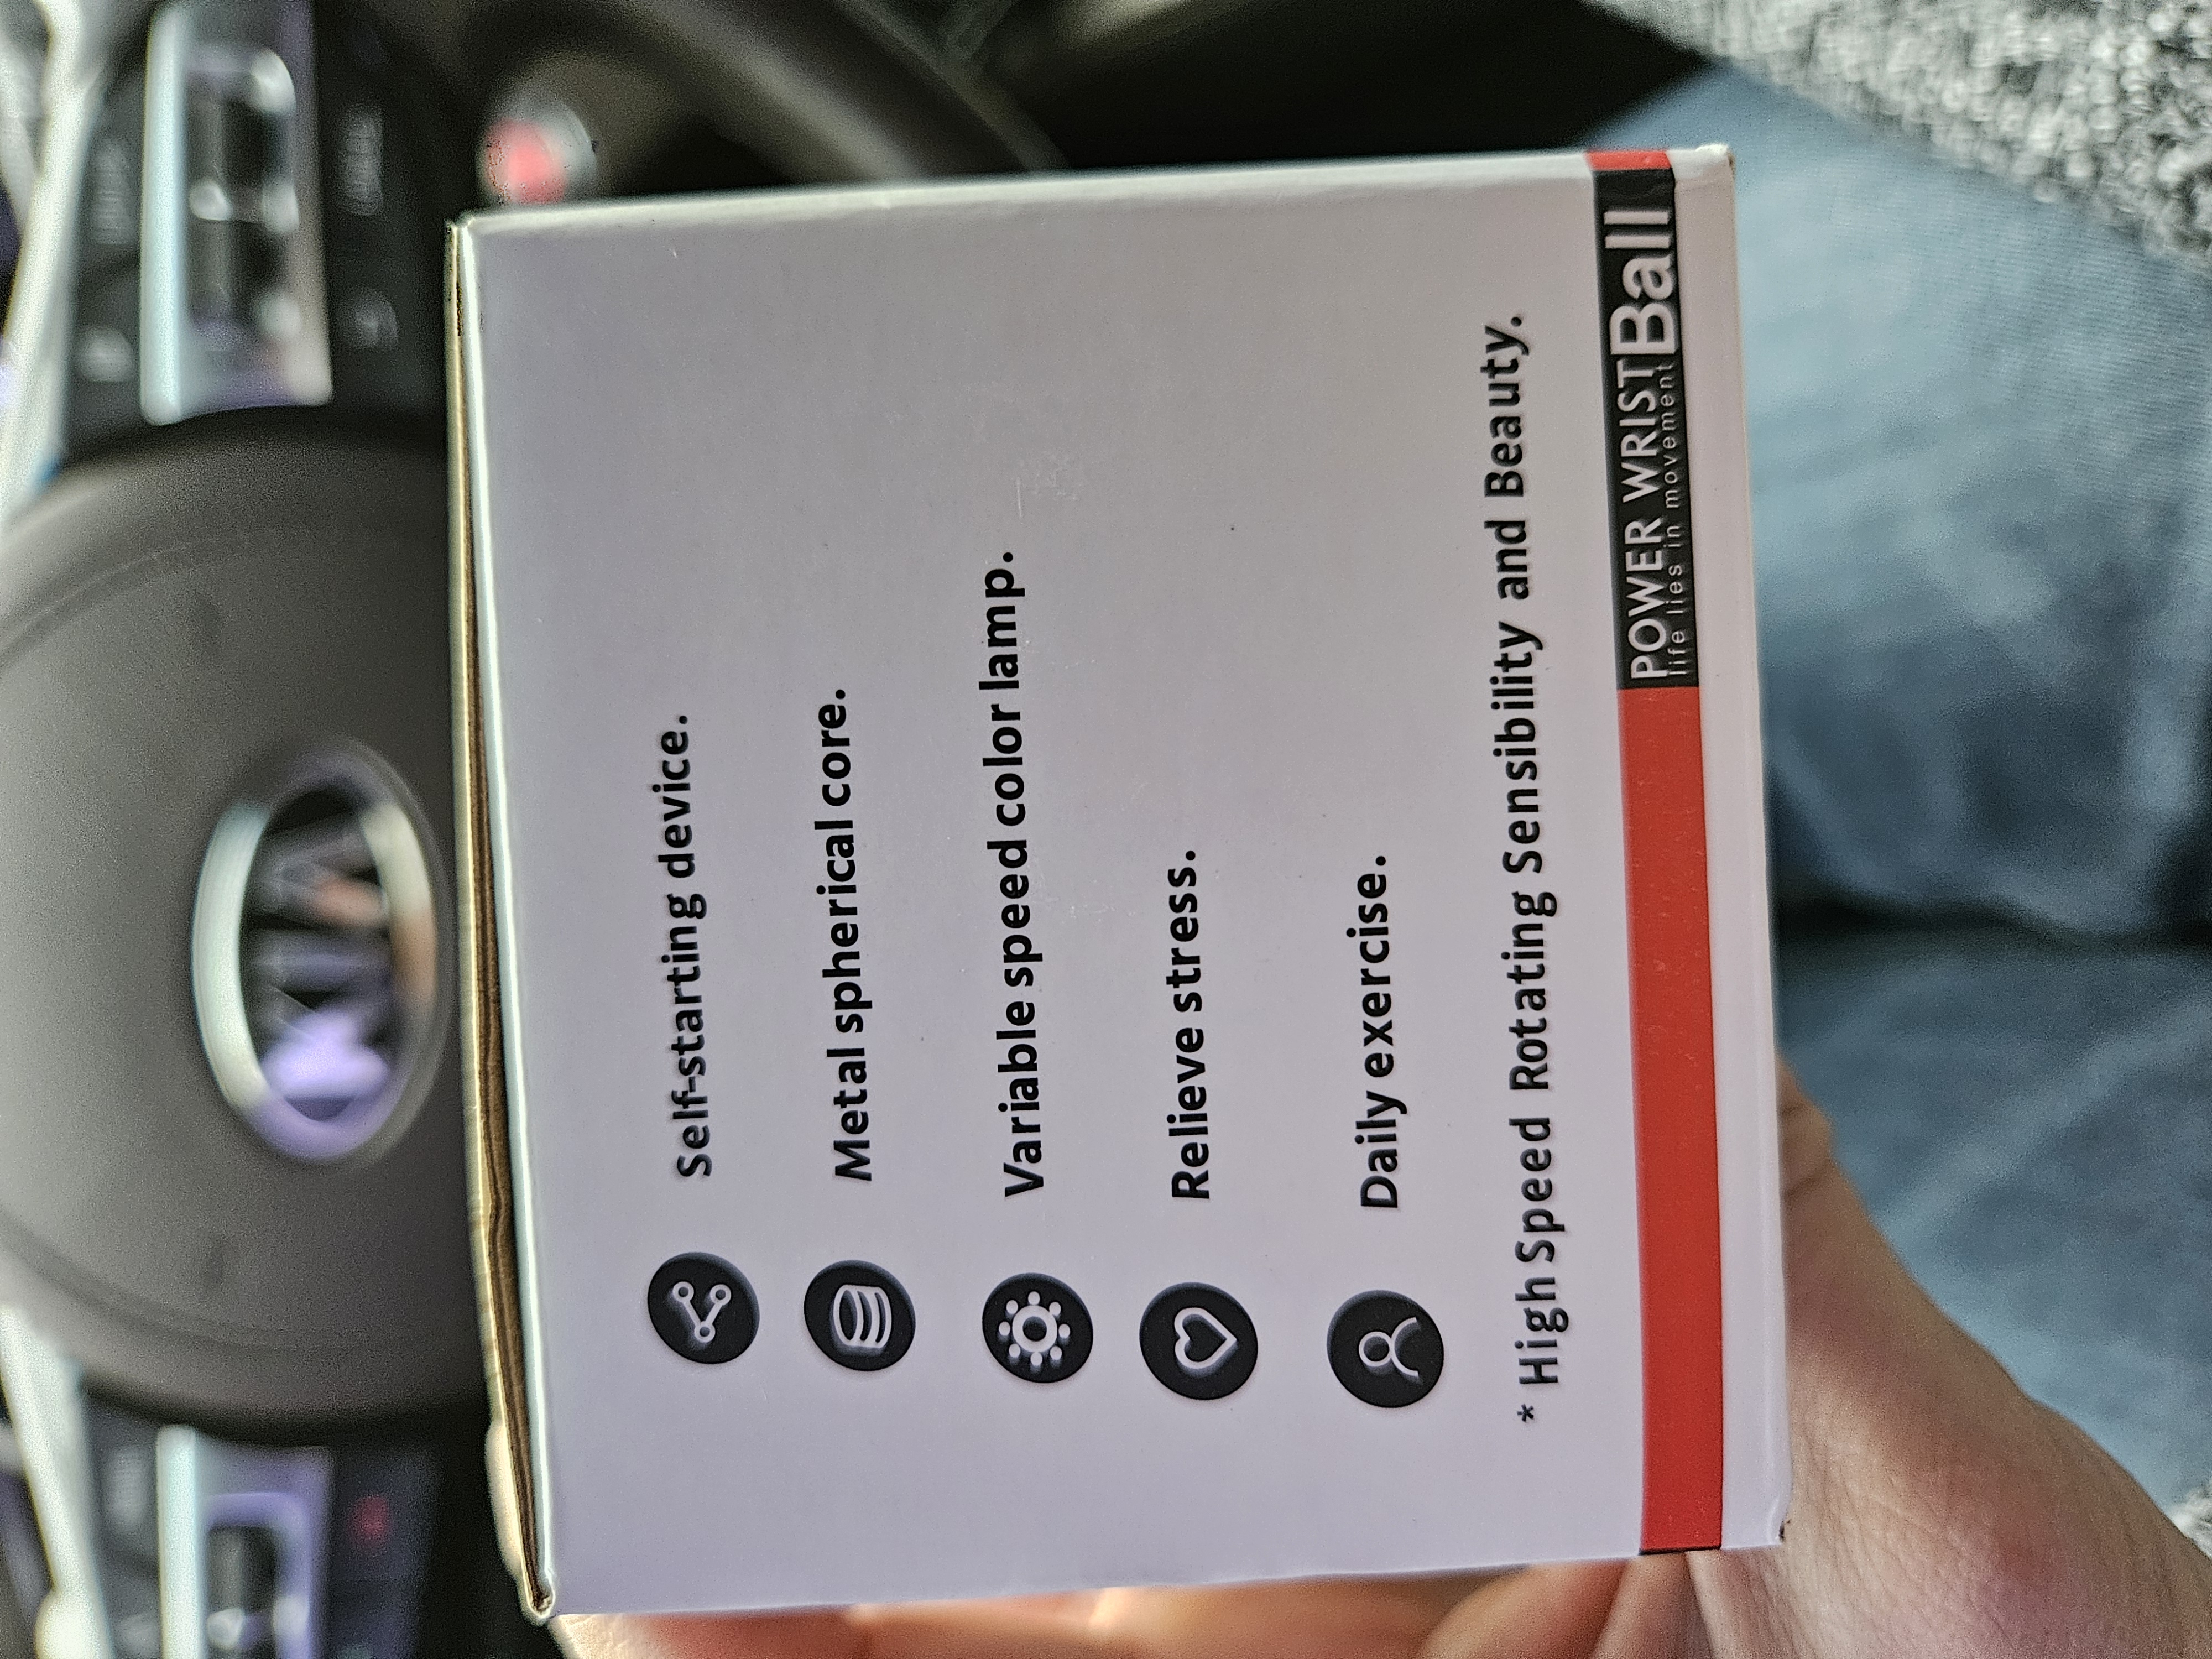 Self-starting device.
Metal spherical core.
Variable speed color lamp.
Relieve stress.
Daily exercise.
* High Speed Rotating Sensibility and Beauty.
POWER WRISTBall
life lies in movement